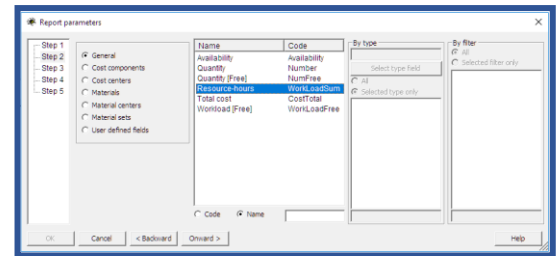 Report parameters
Step 1
Step 2
Step 3
Step 4
Step 5
General
Cost components
Cost centers
Materials
Material centers
Material sets
User defined fields
Name Code
Availability Availability
Quantity Number
Quantity [Free] NumFree
Resource-hours WorkLoadSum
Total cost CostTotal
Workload [Free] WorkLoadFree
Code Name
By type
Select type field
All
Selected type only
By filter
All
Selected filter only
OK Cancel < Backward Onward > Help